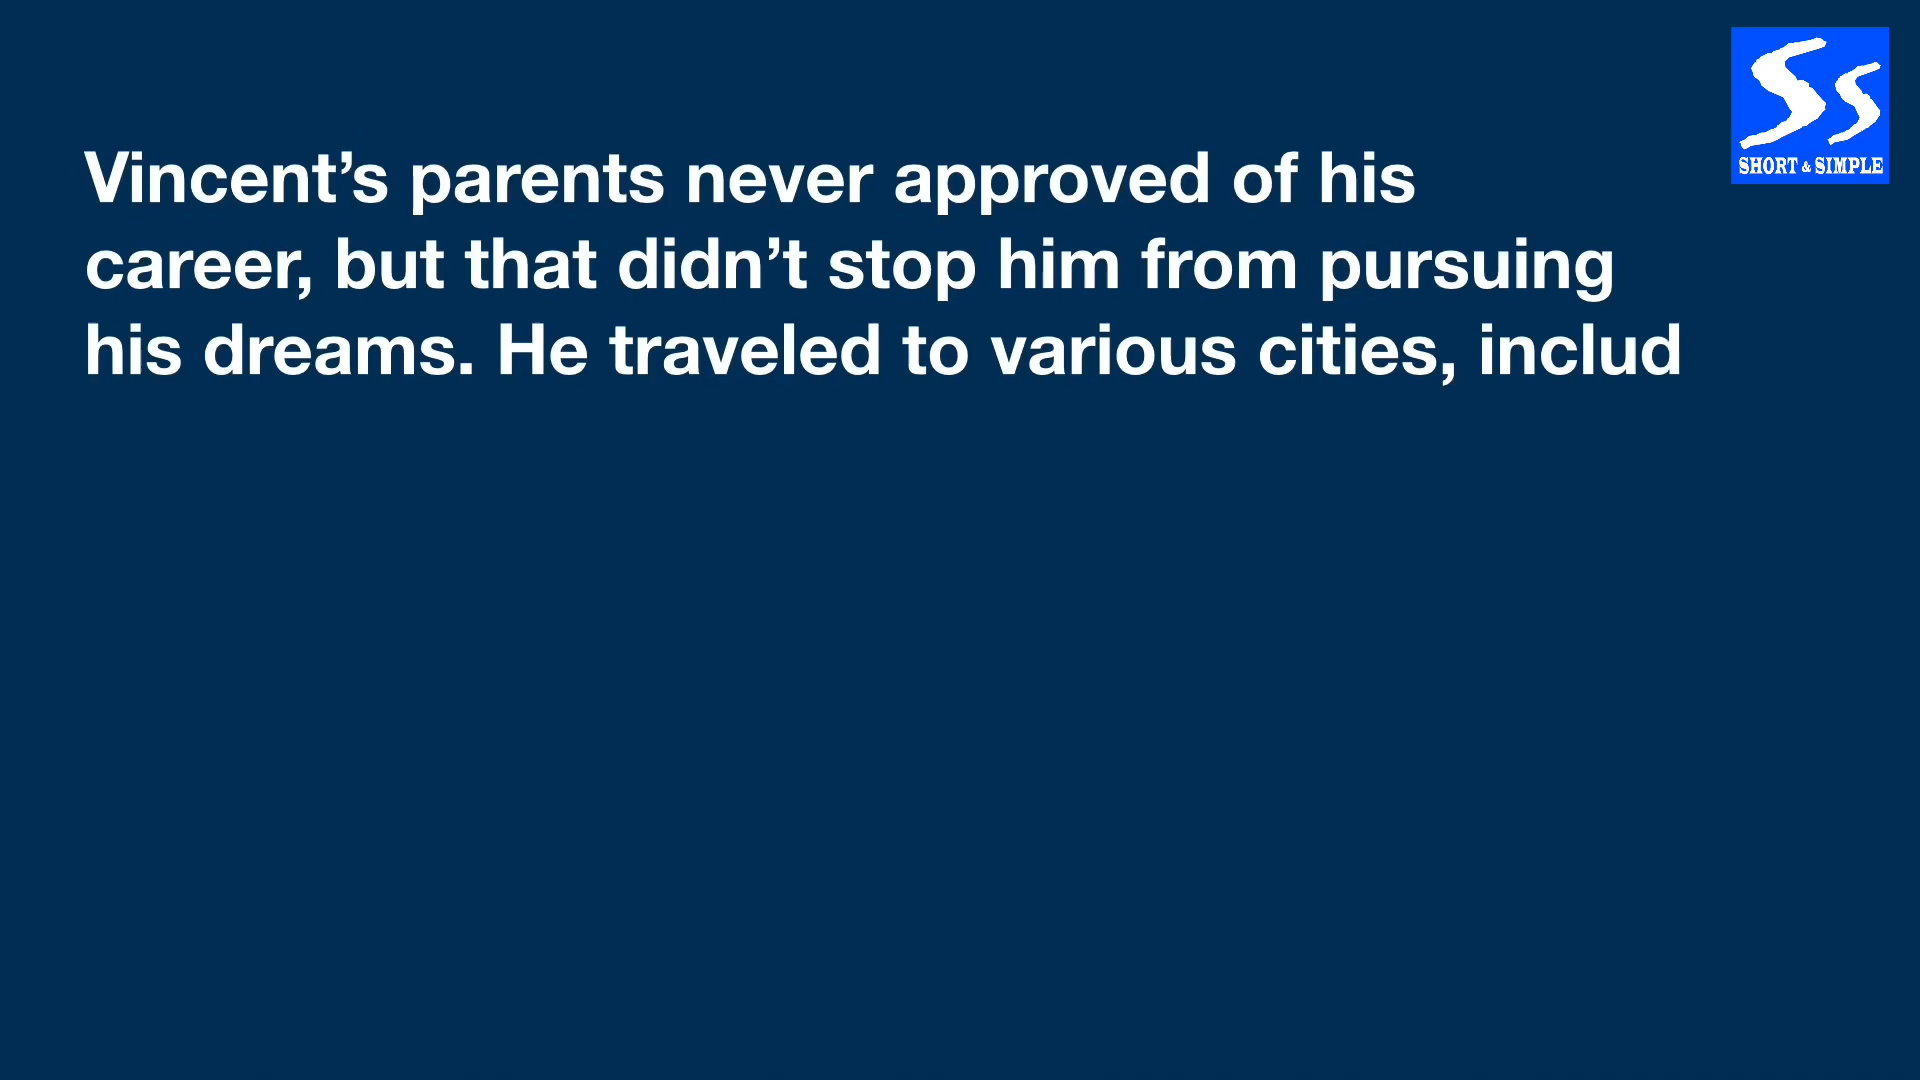 SHORT & SIMPLE
Vincent’s parents never approved of his
career, but that didn’t stop him from pursuing
his dreams. He traveled to various cities, includ